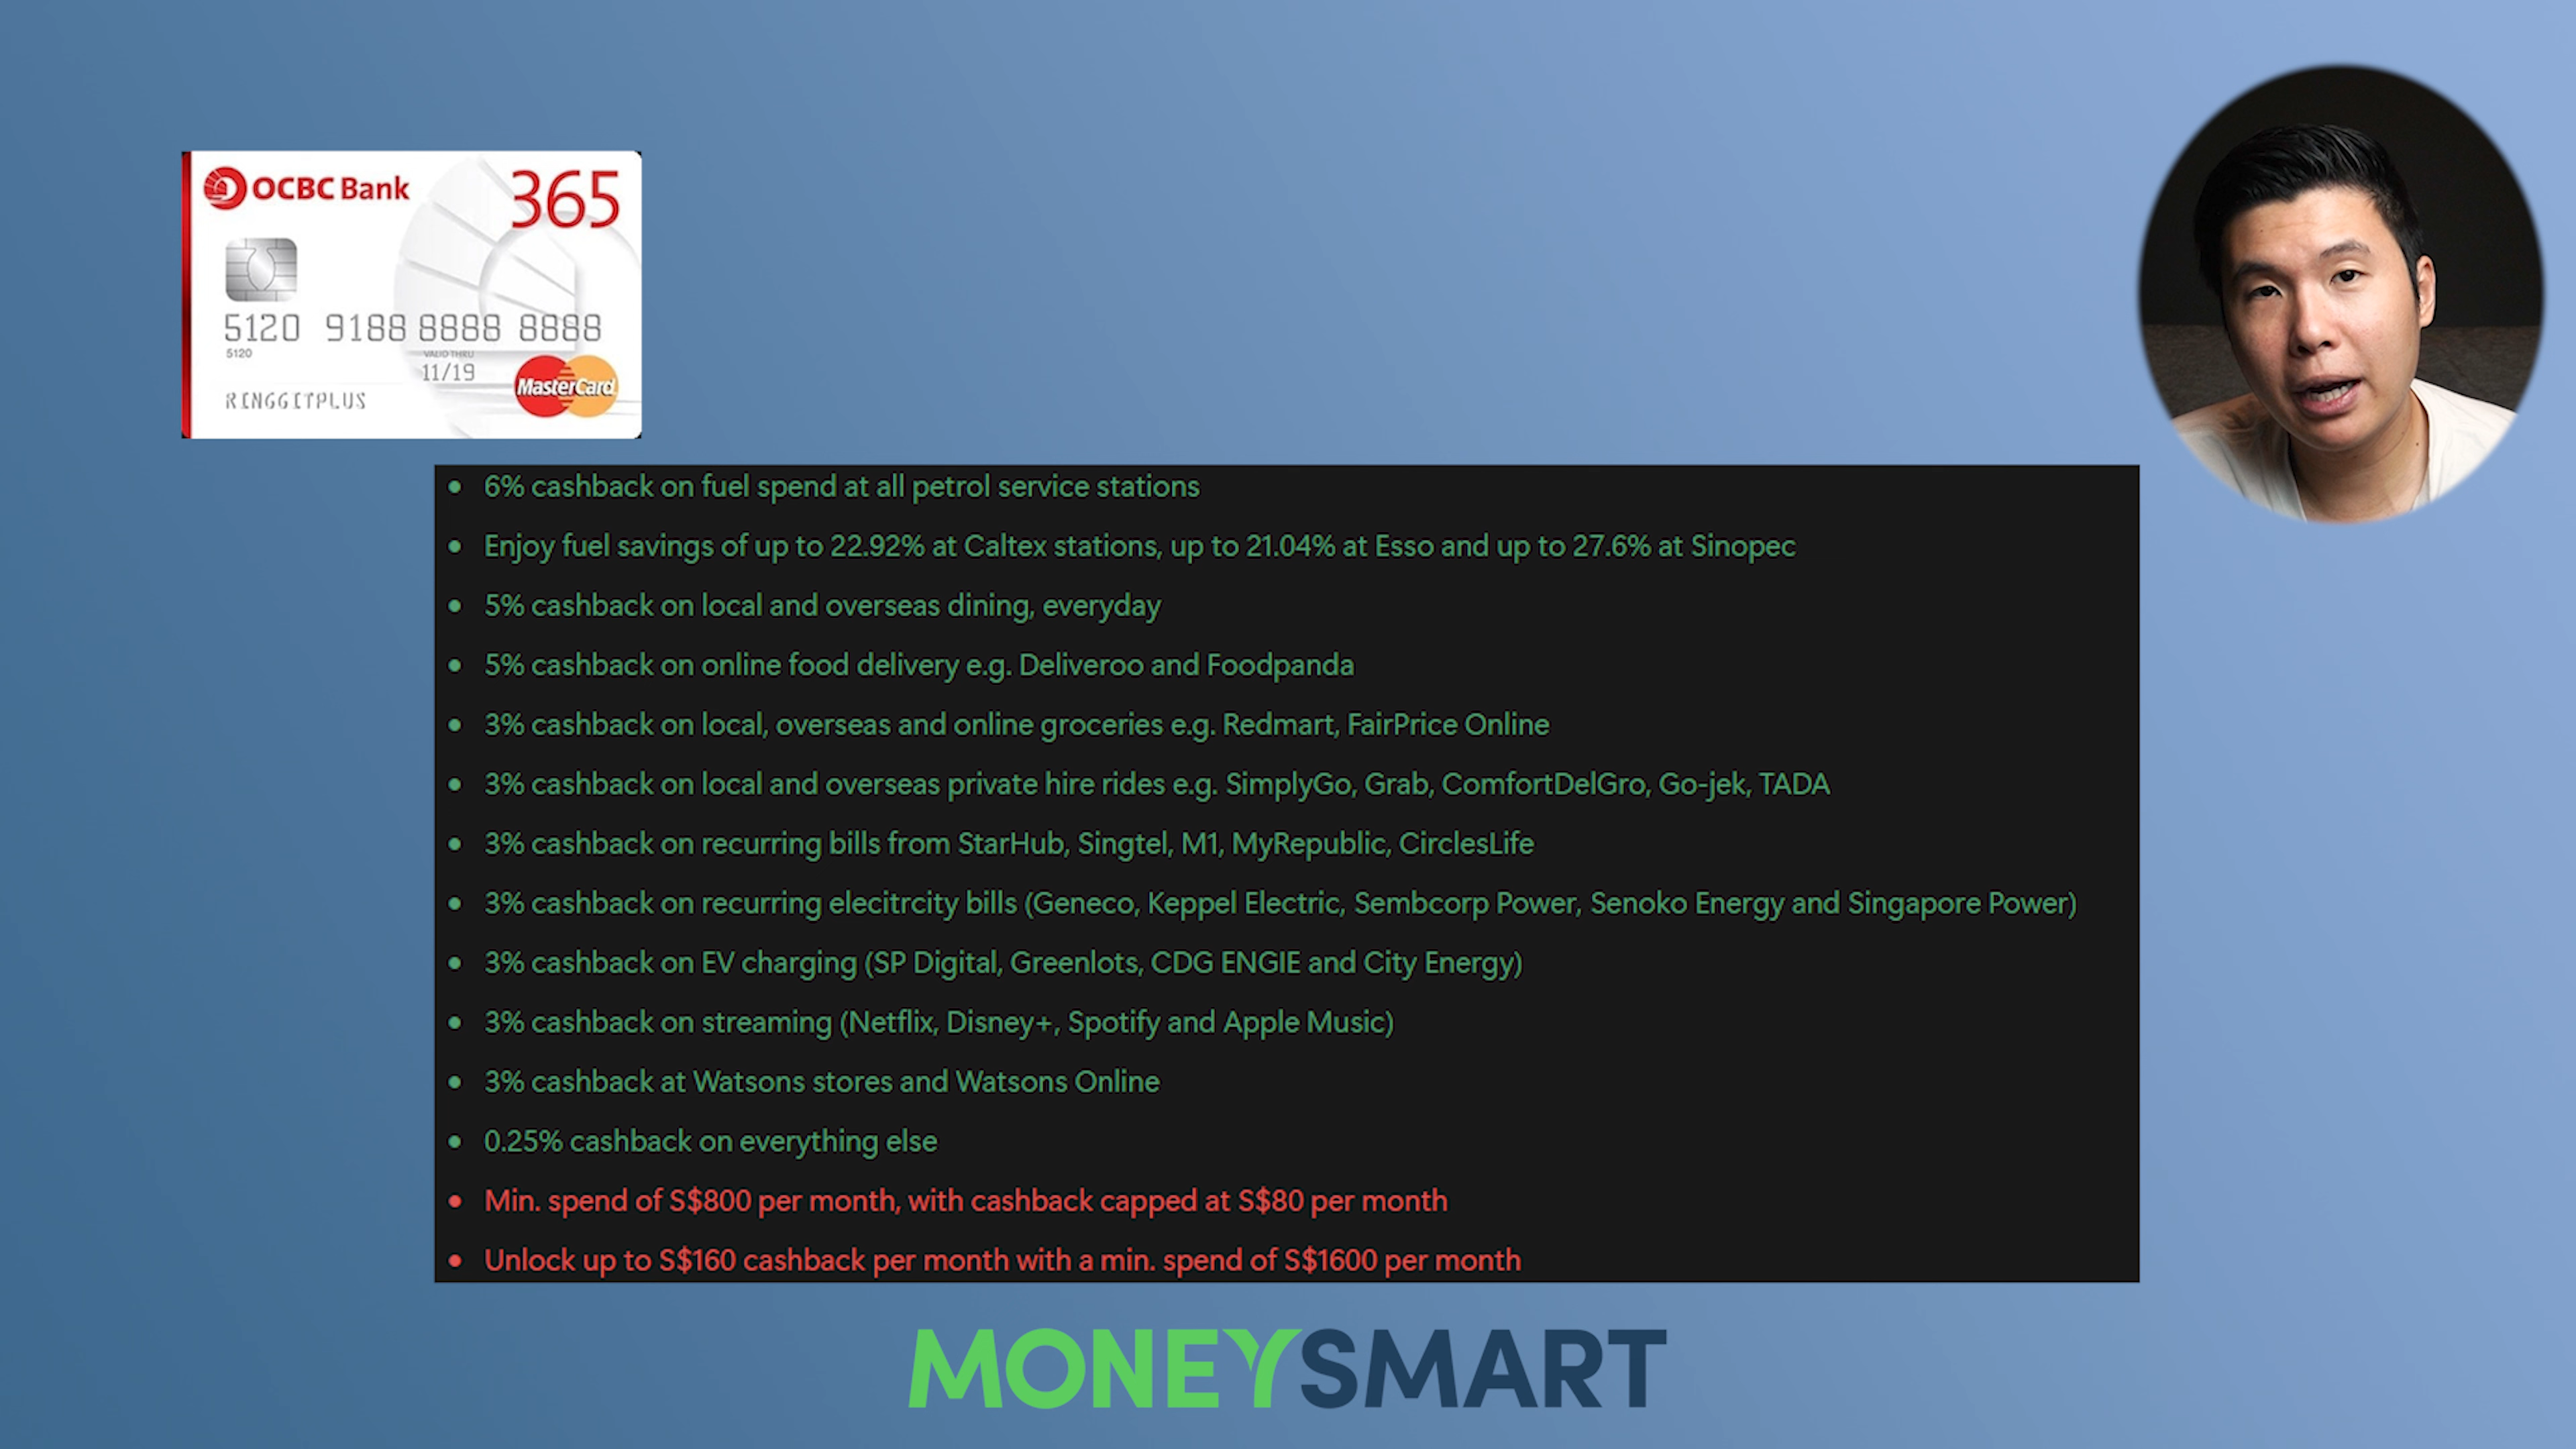 OCBC Bank
365
5120 9188 8888 8888
5120
VALID THRU
11/19
MasterCard
RINGGITPLUS
• 6% cashback on fuel spend at all petrol service stations
• Enjoy fuel savings of up to 22.92% at Caltex stations, up to 21.04% at Esso and up to 27.6% at Sinopec
• 5% cashback on local and overseas dining, everyday
• 5% cashback on online food delivery e.g. Deliveroo and Foodpanda
• 3% cashback on local, overseas and online groceries e.g. Redmart, FairPrice Online
• 3% cashback on local and overseas private hire rides e.g. SimplyGo, Grab, ComfortDelGro, Go-jek, TADA
• 3% cashback on recurring bills from StarHub, Singtel, M1, MyRepublic, CirclesLife
• 3% cashback on recurring elecitrcity bills (Geneco, Keppel Electric, Sembcorp Power, Senoko Energy and Singapore Power)
• 3% cashback on EV charging (SP Digital, Greenlots, CDG ENGIE and City Energy)
• 3% cashback on streaming (Netflix, Disney+, Spotify and Apple Music)
• 3% cashback at Watsons stores and Watsons Online
• 0.25% cashback on everything else
• Min. spend of S$800 per month, with cashback capped at S$80 per month
• Unlock up to S$160 cashback per month with a min. spend of S$1600 per month
MONEYSMART